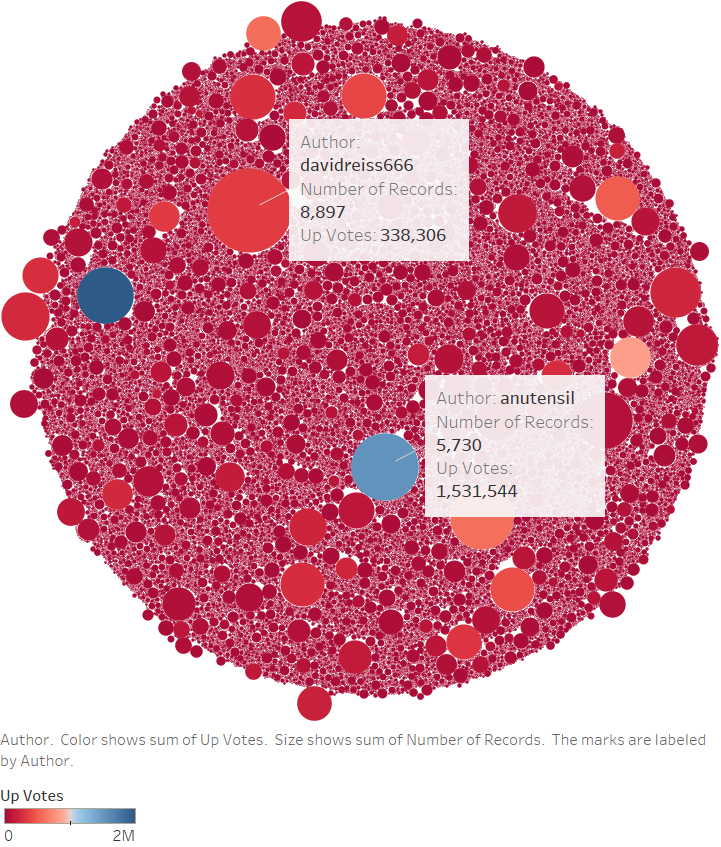 Author:
davidreiss666
Number of Records:
8,897
Up Votes: 338,306
Author: anutensil
Number of Records:
5,730
Up Votes:
1,531,544
Author.  Color shows sum of Up Votes.  Size shows sum of Number of Records.  The marks are labeled
by Author.
Up Votes
0 2M